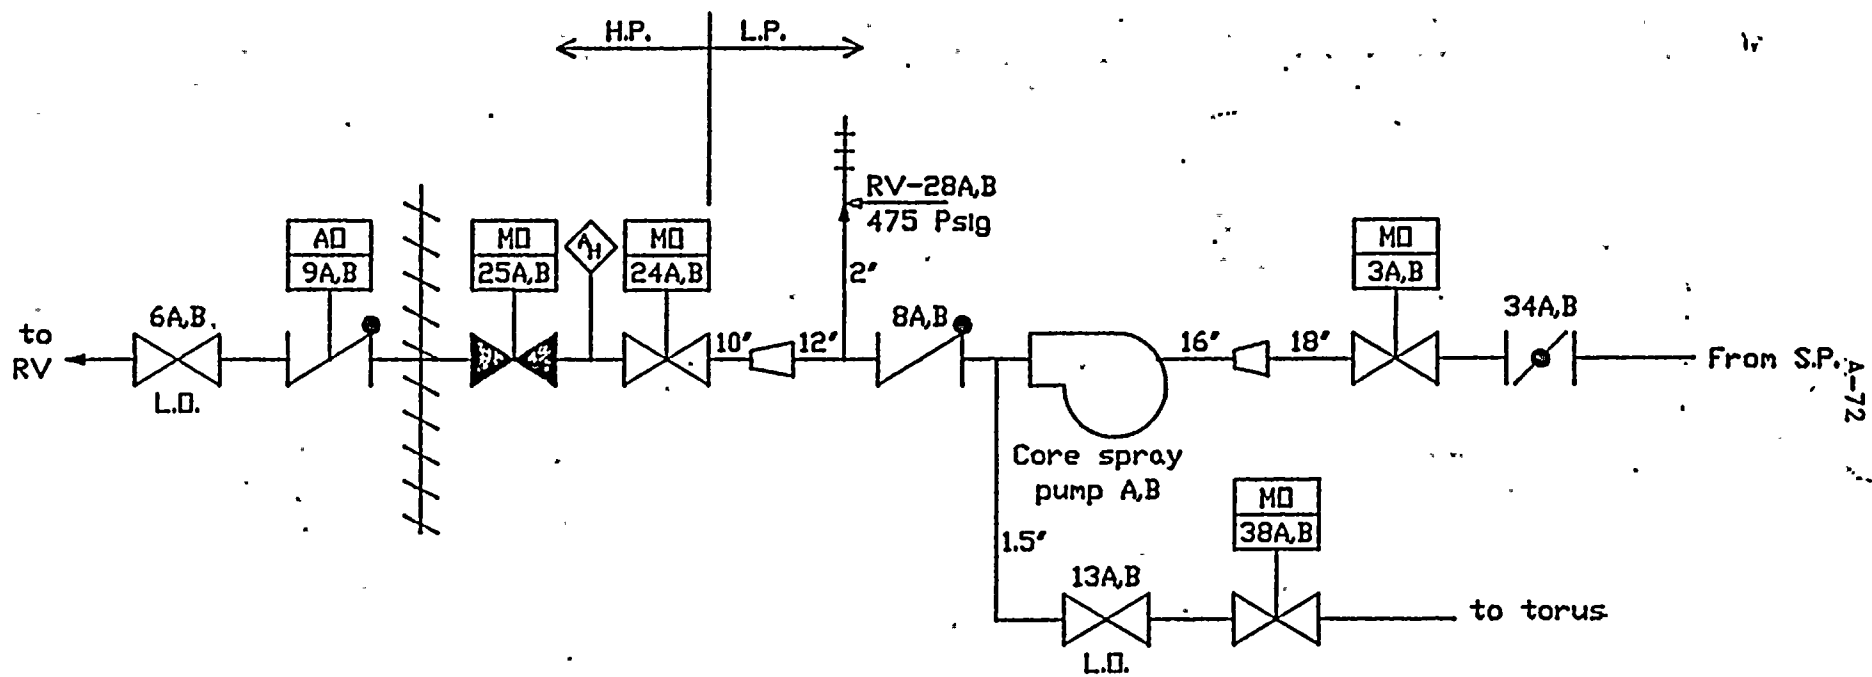 H.P. L.P.
RV-28A,B
475 Psig
2"
AO
9A,B
MO
25A,B
AH
MO
24A,B
MO
3A,B
6A,B
8A,B
34A,B
to
RV
10"
12"
16"
18"
From S.P.
A-72
L.O.
Core spray
pump A,B
1.5"
MO
38A,B
13A,B
to torus
L.O.